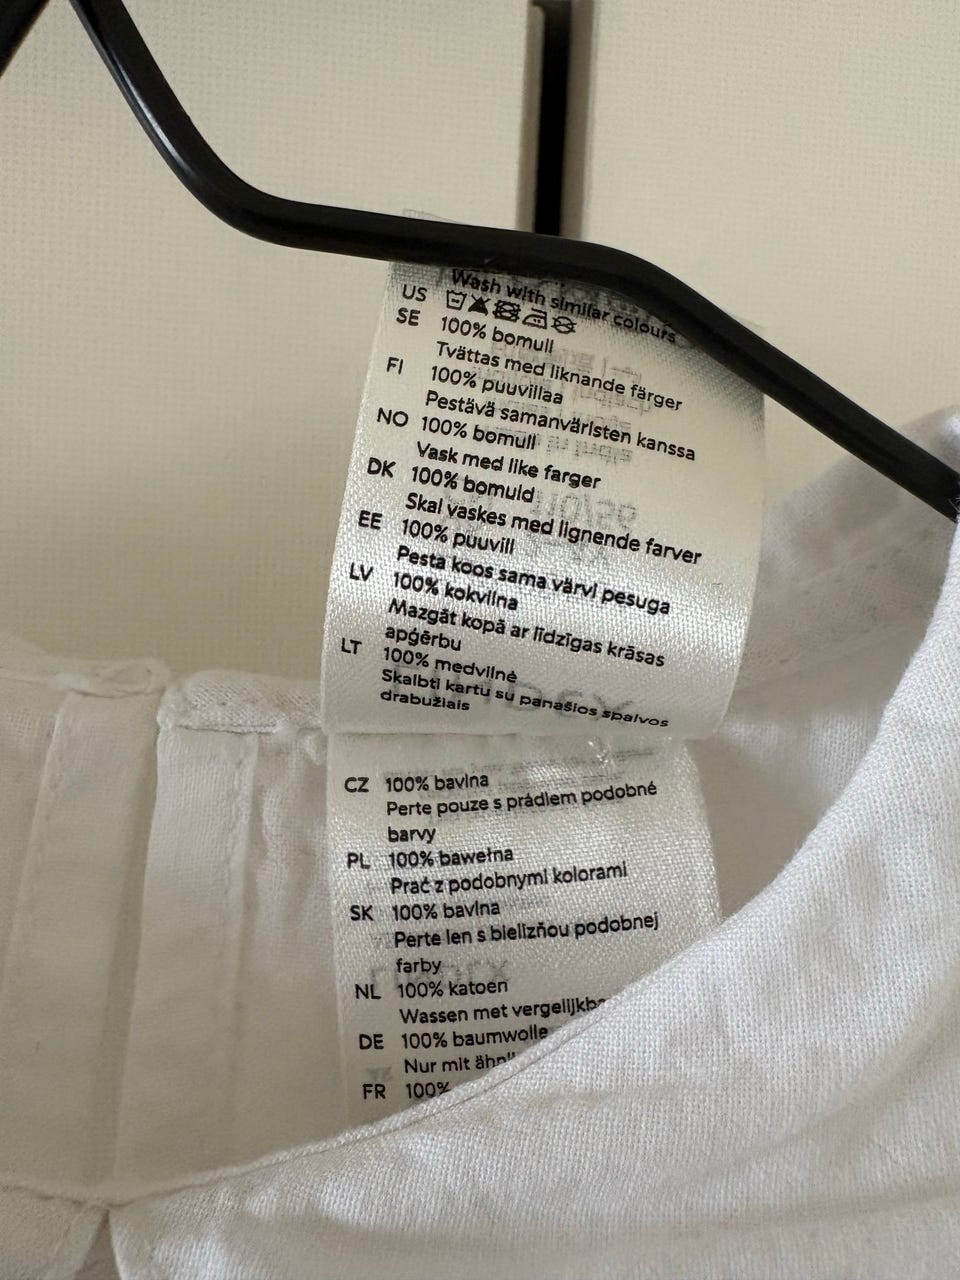 Wash with similar colours
US
SE 100% bomull
Tvättas med liknande färger
FI 100% puuvillaa
Pestävä samanväristen kanssa
NO 100% bomull
Vask med like farger
DK 100% bomuld
Skal vaskes med lignende farver
EE 100% puuvill
Pesta koos sama värvi pesuga
LV 100% kokvilna
Mazgāt kopā ar līdzīgas krāsas
apģērbu
LT 100% medvilnė
Skalbti kartu su panašios spalvos
drabužiais
CZ 100% bavlna
Perte pouze s prádlem podobné
barvy
PL 100% bawełna
Prać z podobnymi kolorami
SK 100% bavlna
Perte len s bielizňou podobnej
farby
NL 100% katoen
Wassen met
DE 100% baumwolle
Nur mit
FR 100%